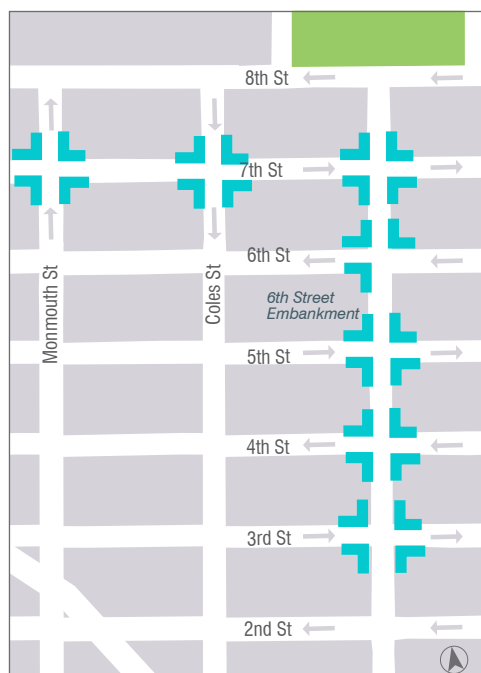 8th St
7th St
6th St
Monmouth St
Coles St
6th Street
Embankment
5th St
4th St
3rd St
2nd St